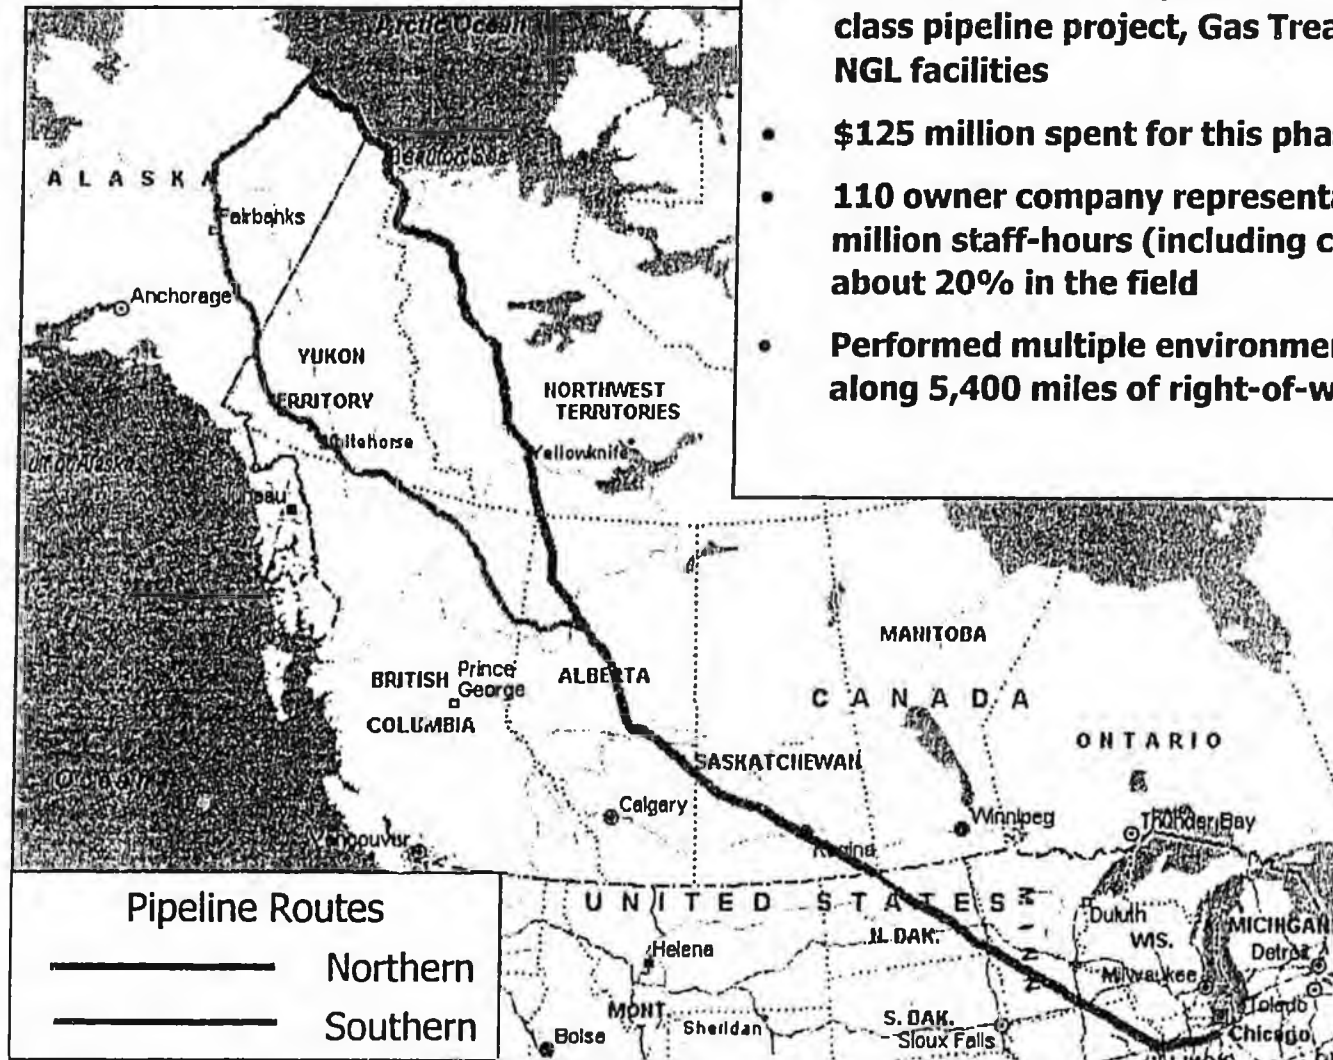 Arctic Ocean
class pipeline project, Gas Trea
NGL facilities
• $125 million spent for this pha
• 110 owner company representa
million staff-hours (including c
about 20% in the field
• Performed multiple environme
along 5,400 miles of right-of-w
Beaufort Sea
ALASKA
Fairbanks
Anchorage
YUKON
TERRITORY
NORTHWEST
TERRITORIES
Whitehorse
Yellowknife
Juneau
MANITOBA
BRITISH
COLUMBIA
Prince
George
ALBERTA
CANADA
ONTARIO
SASKATCHEWAN
Calgary
Winnipeg
Thunder Bay
Vancouver
Regina
UNITED STATES
Pipeline Routes
Northern
Southern
Helena
N. DAK.
MINN
Duluth
WIS.
MICHIGAN
Detroit
Milwaukee
MONT
Sheridan
S. DAK.
Sioux Falls
Toledo
Chicago
Boise